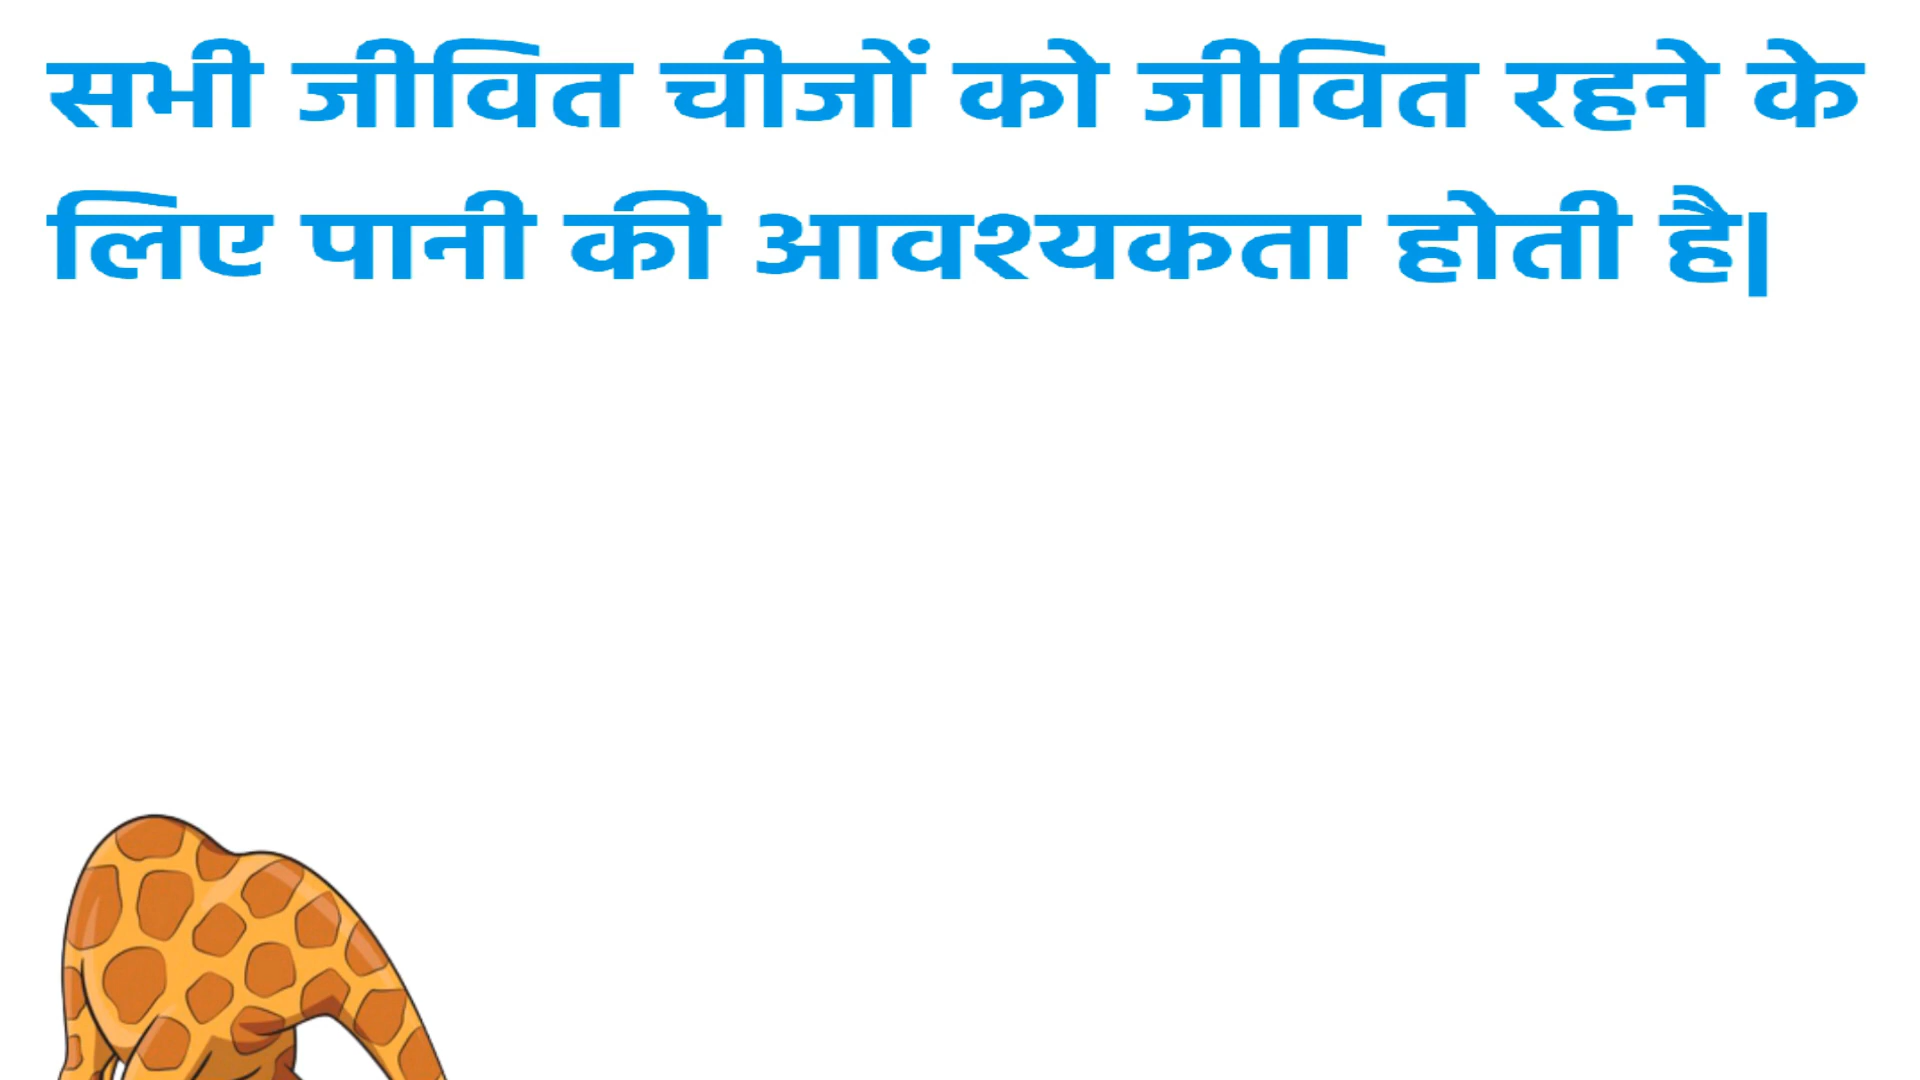 सभी जीवित चीजों को जीवित रहने के
लिए पानी की आवश्यकता होती है|